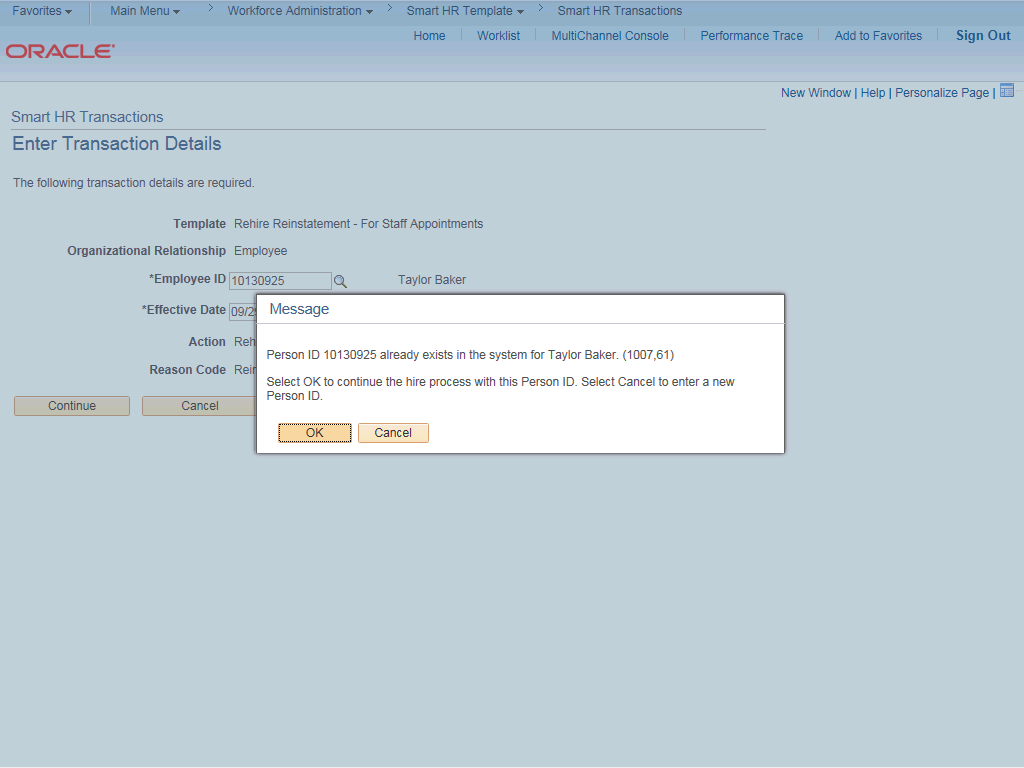 Favorites Main Menu > Workforce Administration > Smart HR Template > Smart HR Transactions
Home Worklist MultiChannel Console Performance Trace Add to Favorites Sign Out
ORACLE
New Window | Help | Personalize Page |
Smart HR Transactions
Enter Transaction Details
The following transaction details are required.
Template Rehire Reinstatement - For Staff Appointments
Organizational Relationship Employee
*Employee ID 10130925 Taylor Baker
*Effective Date 09/2
Action Reh
Reason Code Rei
Continue Cancel
Message
Person ID 10130925 already exists in the system for Taylor Baker. (1007,61)
Select OK to continue the hire process with this Person ID. Select Cancel to enter a new
Person ID.
OK Cancel